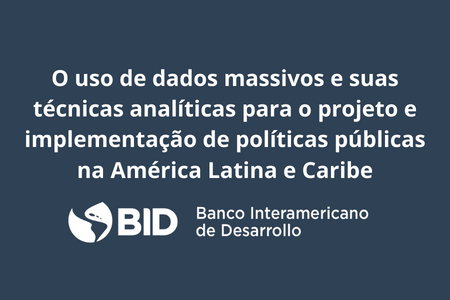 O uso de dados massivos e suas
técnicas analíticas para o projeto e
implementação de políticas públicas
na América Latina e Caribe
BID
Banco Interamericano
de Desarrollo